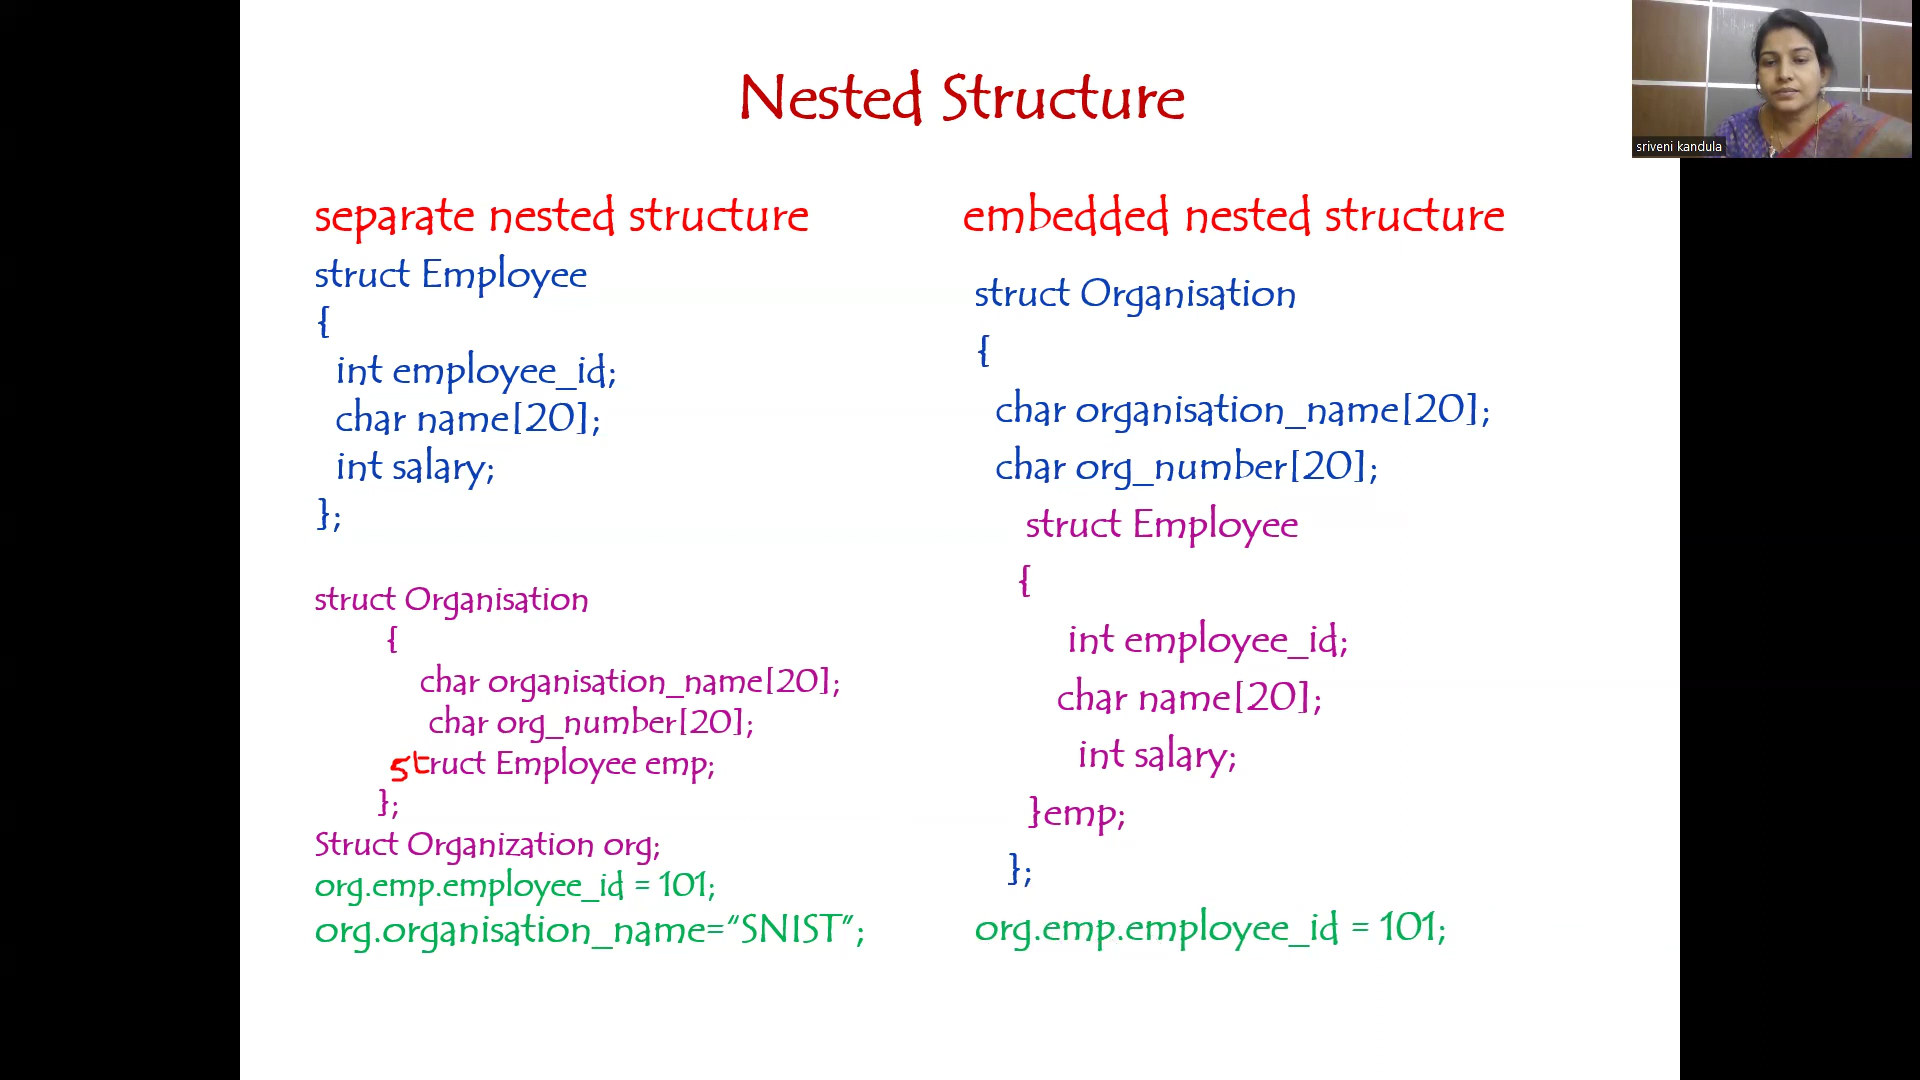 Nested Structure
sriveni kandula
separate nested structure
struct Employee
{
int employee_id;
char name[20];
int salary;
};
struct Organisation
{
char organisation_name[20];
char org_number[20];
struct Employee emp;
};
Struct Organization org;
org.emp.employee_id = 101;
org.organisation_name=“SNIST”;
embedded nested structure
struct Organisation
{
char organisation_name[20];
char org_number[20];
struct Employee
{
int employee_id;
char name[20];
int salary;
}emp;
};
org.emp.employee_id = 101;